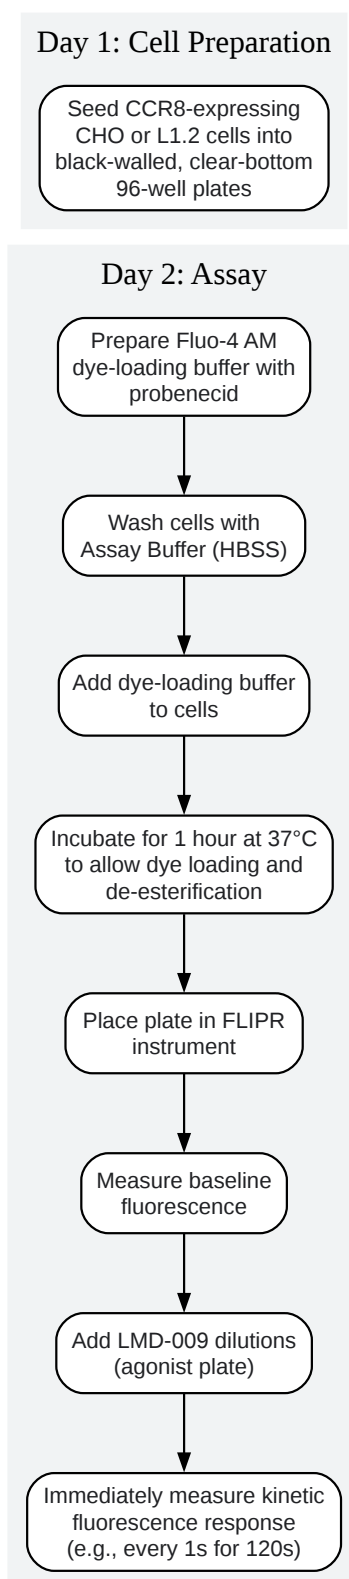 Day 1: Cell Preparation
Seed CCR8-expressing
CHO or L1.2 cells into
black-walled, clear-bottom
96-well plates
Day 2: Assay
Prepare Fluo-4 AM
dye-loading buffer with
probenecid
Wash cells with
Assay Buffer (HBSS)
Add dye-loading buffer
to cells
Incubate for 1 hour at 37°C
to allow dye loading and
de-esterification
Place plate in FLIPR
instrument
Measure baseline
fluorescence
Add LMD-009 dilutions
(agonist plate)
Immediately measure kinetic
fluorescence response
(e.g., every 1s for 120s)